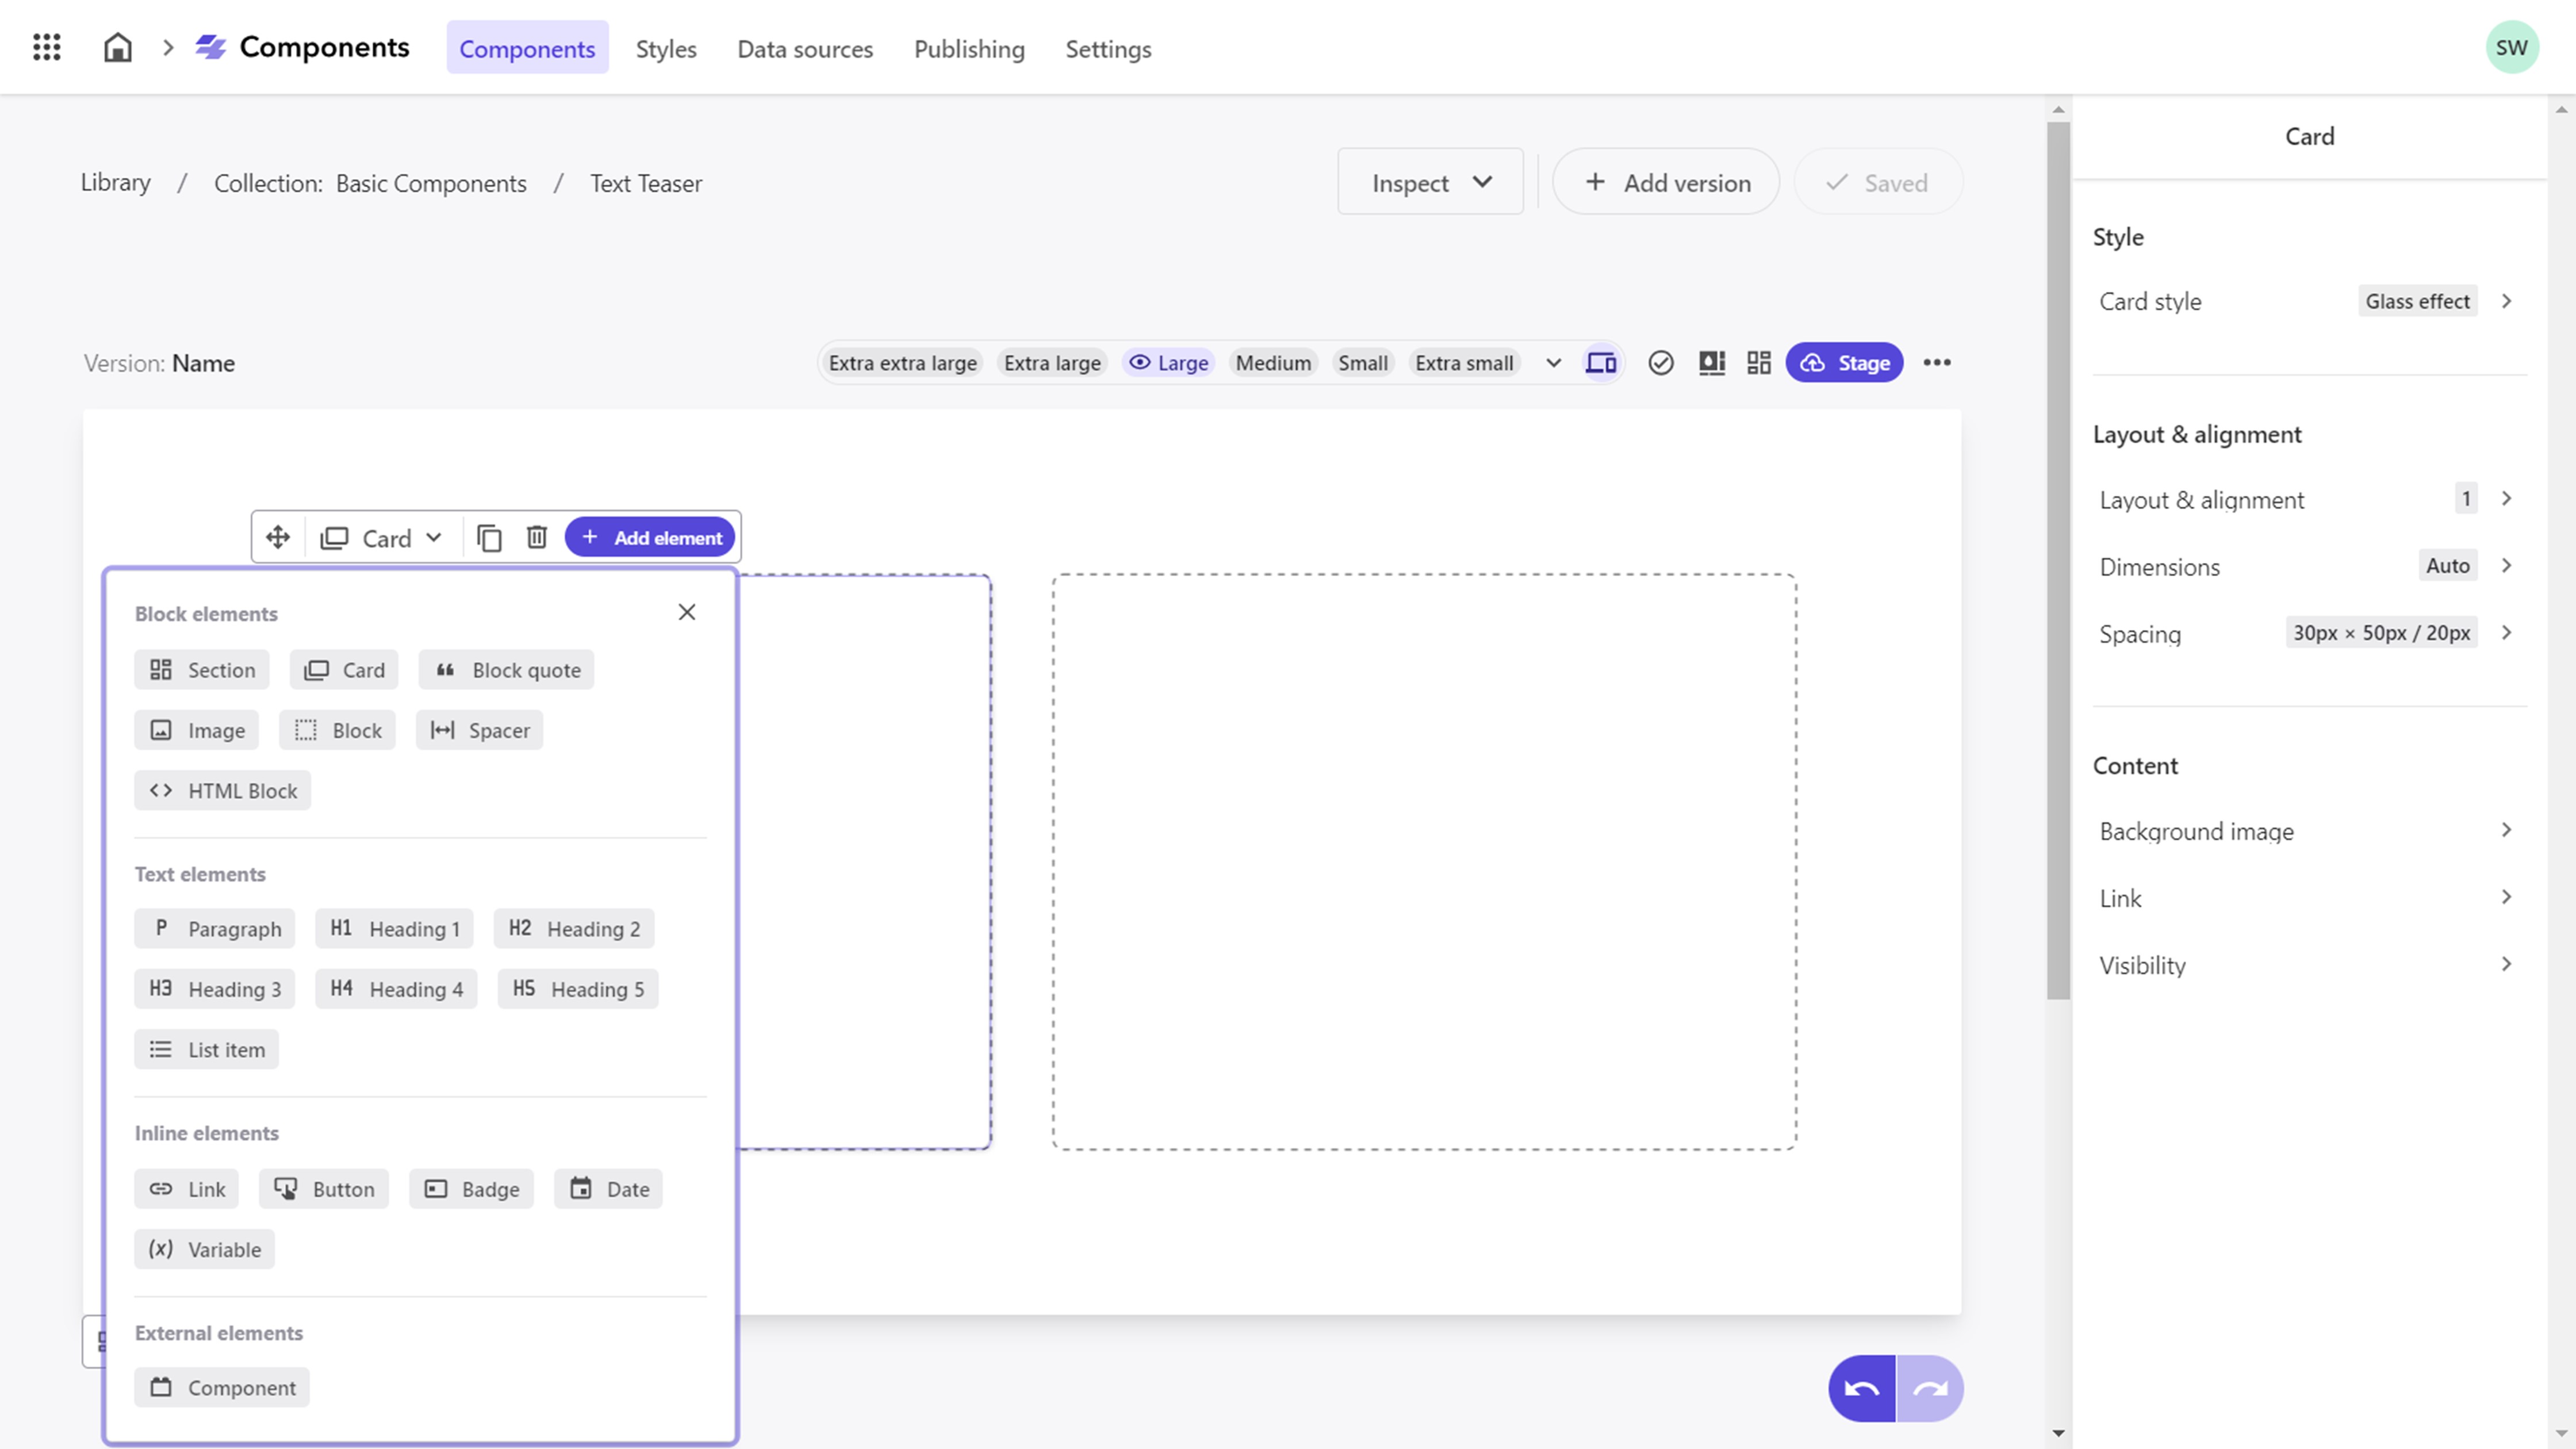 Components Components Styles Data sources Publishing Settings SW
Library / Collection: Basic Components / Text Teaser
Inspect + Add version Saved
Version: Name
Extra extra large Extra large Large Medium Small Extra small Stage
Card + Add element
Block elements
Section Card Block quote
Image Block Spacer
HTML Block
Text elements
P Paragraph H1 Heading 1 H2 Heading 2
H3 Heading 3 H4 Heading 4 H5 Heading 5
List item
Inline elements
Link Button Badge Date
(x) Variable
External elements
Component
Card
Style
Card style Glass effect
Layout & alignment
Layout & alignment 1
Dimensions Auto
Spacing 30px × 50px / 20px
Content
Background image
Link
Visibility